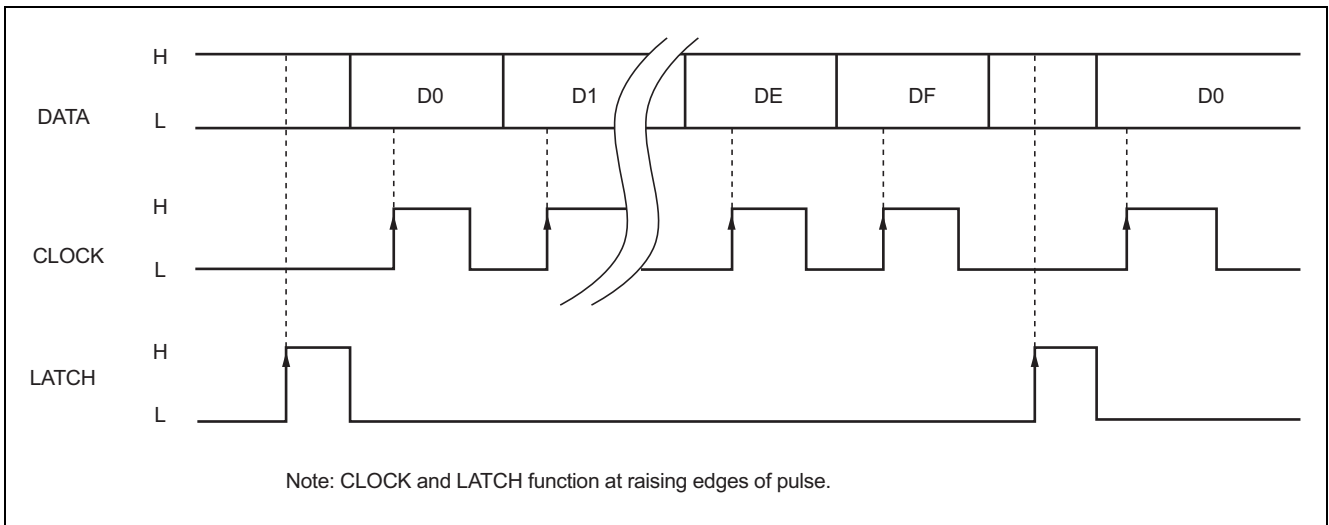 H
D0 D1 DE DF D0
DATA
L
H
CLOCK
L
H
LATCH
L
Note: CLOCK and LATCH function at raising edges of pulse.